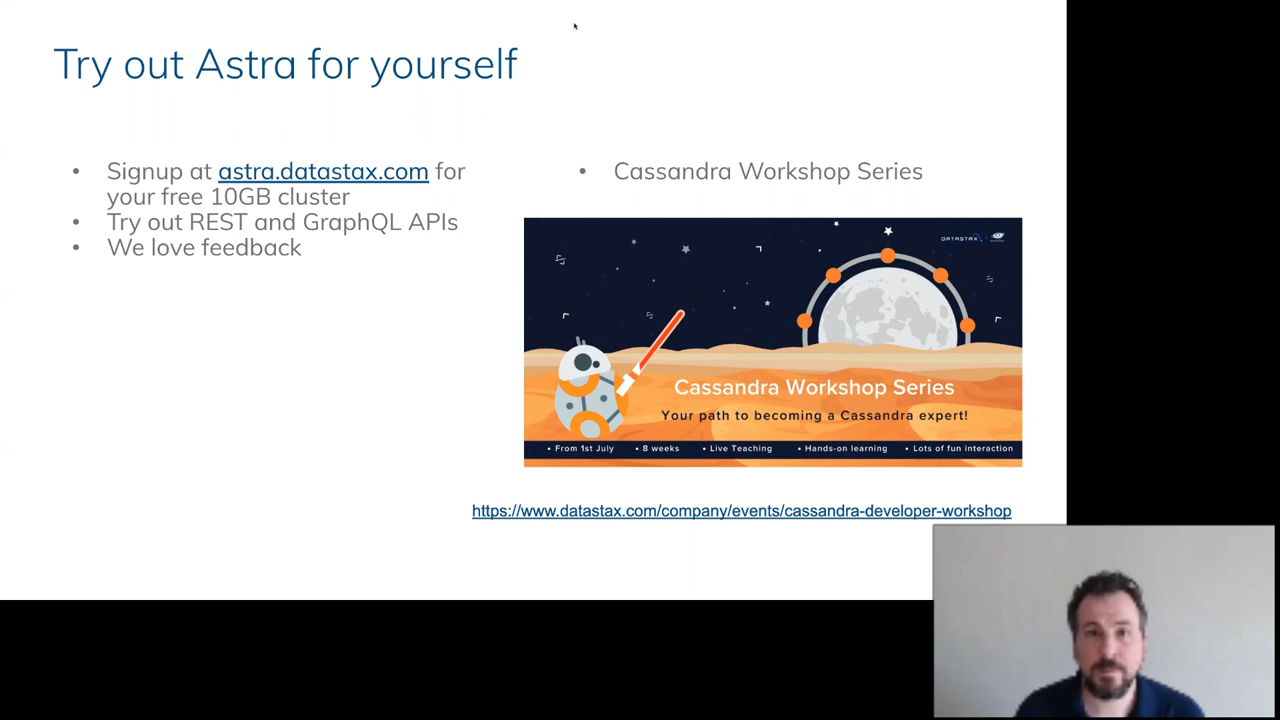 Try out Astra for yourself
• Signup at astra.datastax.com for
your free 10GB cluster
• Try out REST and GraphQL APIs
• We love feedback
• Cassandra Workshop Series
DATASTAX
Cassandra Workshop Series
Your path to becoming a Cassandra expert!
• From 1st July • 8 weeks • Live Teaching • Hands-on learning • Lots of fun interaction
https://www.datastax.com/company/events/cassandra-developer-workshop